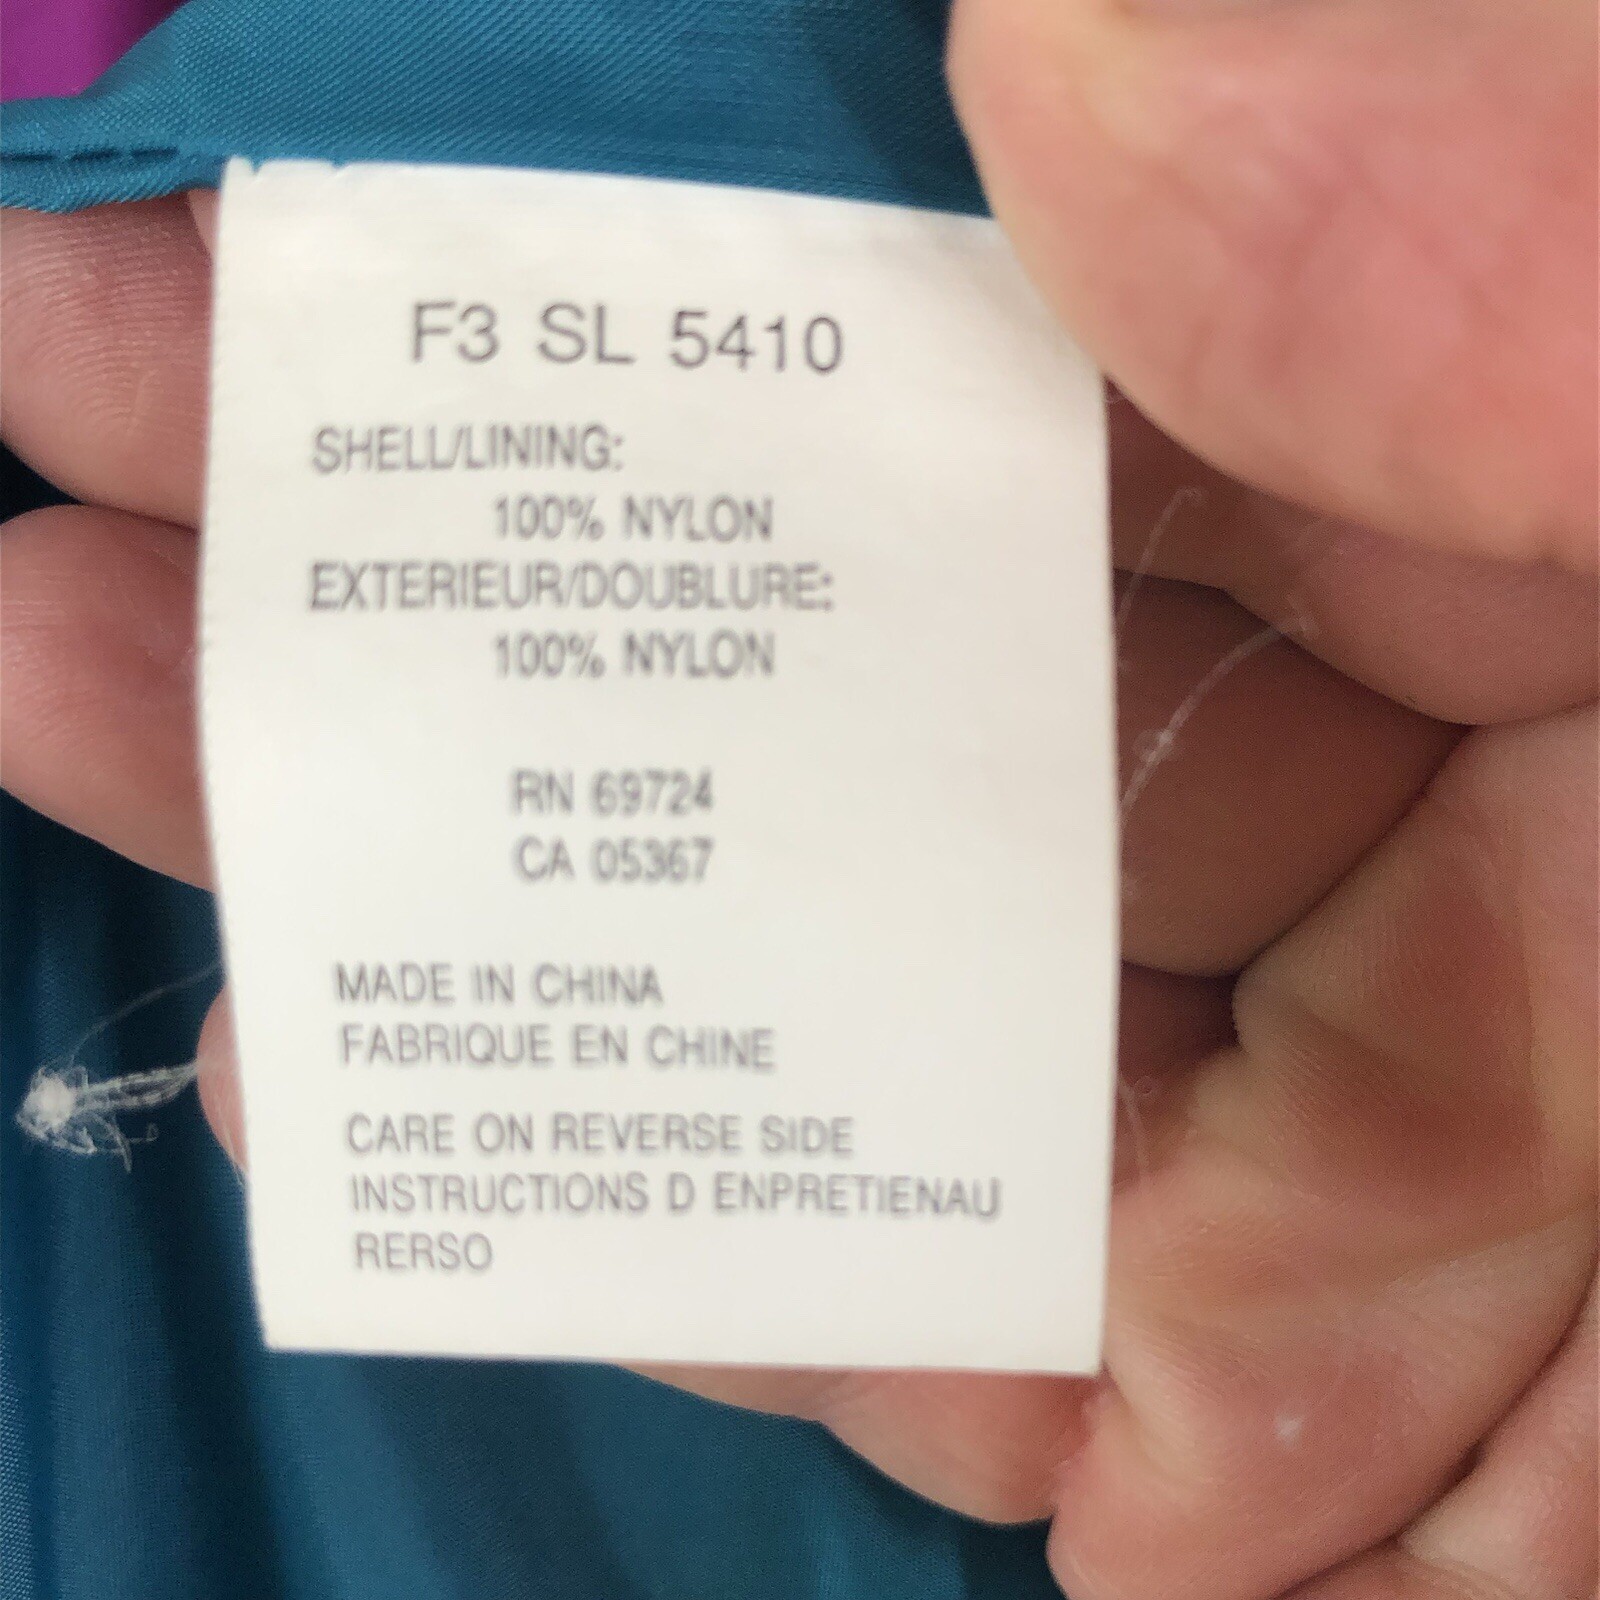 F3 SL 5410
SHELL/LINING:
100% NYLON
EXTERIEUR/DOUBLURE:
100% NYLON
RN 69724
CA 05367
MADE IN CHINA
FABRIQUE EN CHINE
CARE ON REVERSE SIDE
INSTRUCTIONS D ENPRETIENAU
RERSO